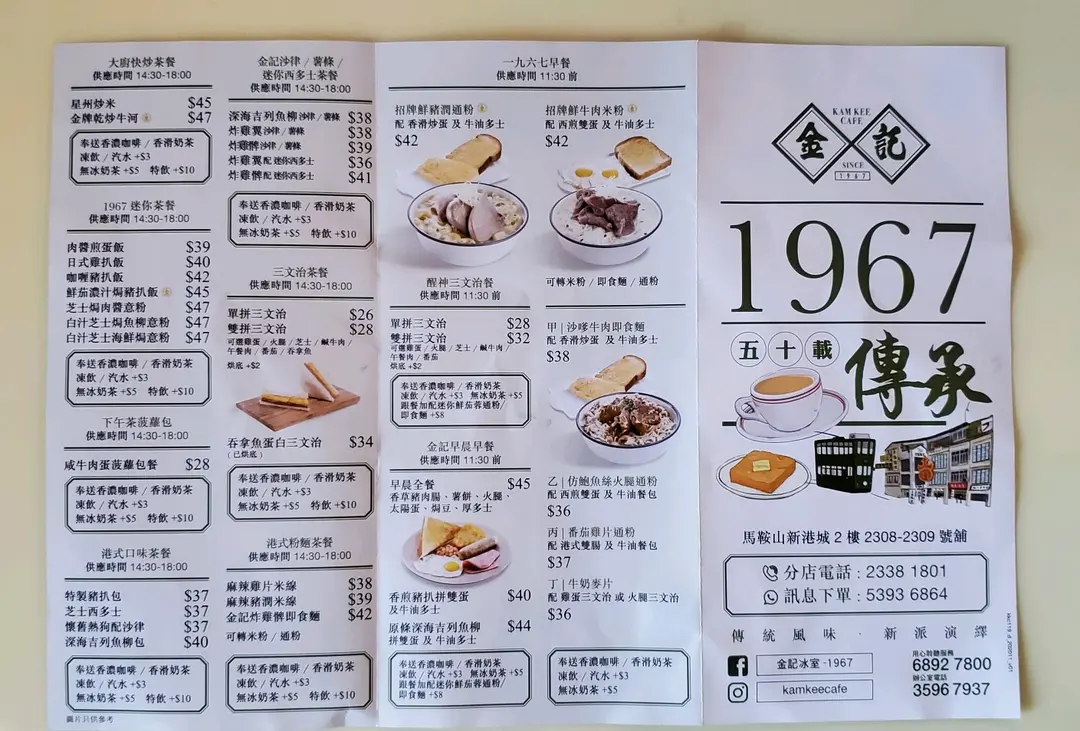 大廚快炒茶餐
供應時間 14:30-18:00
星州炒米 $45
金牌乾炒牛河 $47
奉送香濃咖啡 / 香滑奶茶
凍飲 / 汽水 +$3
無冰奶茶 +$5 特飲 +$10
1967 迷你茶餐
供應時間 14:30-18:00
肉醬煎蛋飯 $39
日式雞扒飯 $40
咖喱豬扒飯 $42
鮮茄濃汁焗豬扒飯 $45
芝士焗肉醬意粉 $47
白汁芝士焗魚柳意粉 $47
白汁芝士海鮮焗意粉 $47
奉送香濃咖啡 / 香滑奶茶
凍飲 / 汽水 +$3
無冰奶茶 +$5 特飲 +$10
下午茶菠蘿包
供應時間 14:30-18:00
咸牛肉蛋菠蘿包餐 $28
奉送香濃咖啡 / 香滑奶茶
凍飲 / 汽水 +$3
無冰奶茶 +$5 特飲 +$10
港式口味茶餐
供應時間 14:30-18:00
特製豬扒包 $37
芝士西多士 $37
懷舊熱狗配沙律 $37
深海吉列魚柳包 $40
奉送香濃咖啡 / 香滑奶茶
凍飲 / 汽水 +$3
無冰奶茶 +$5 特飲 +$10
圖片只供參考
金記沙律 / 薯條 /
迷你西多士茶餐
供應時間 14:30-18:00
深海吉列魚柳 沙律 / 薯條 $38
炸雞翼 沙律 / 薯條 $38
炸雞髀 沙律 / 薯條 $39
炸雞翼 配 迷你西多士 $36
炸雞髀 配 迷你西多士 $41
奉送香濃咖啡 / 香滑奶茶
凍飲 / 汽水 +$3
無冰奶茶 +$5 特飲 +$10
三文治茶餐
供應時間 14:30-18:00
單拼三文治 $26
雙拼三文治 $28
可選雞蛋 / 火腿 / 芝士 / 鹹牛肉 /
午餐肉 / 番茄 / 吞拿魚
烘底 +$2
吞拿魚蛋白三文治 $34
( 已烘底 )
奉送香濃咖啡 / 香滑奶茶
凍飲 / 汽水 +$3
無冰奶茶 +$5 特飲 +$10
港式粉麵茶餐
供應時間 14:30-18:00
麻辣雞片米線 $38
麻辣豬潤米線 $39
金記炸雞髀即食麵 $42
可轉米粉 / 通粉
奉送香濃咖啡 / 香滑奶茶
凍飲 / 汽水 +$3
無冰奶茶 +$5 特飲 +$10
一九六七早餐
供應時間 11:30 前
招牌鮮豬潤通粉
配 香滑炒蛋 及 牛油多士
$42
招牌鮮牛肉米粉
配 西煎雙蛋 及 牛油多士
$42
醒神三文治餐
供應時間 11:30 前
單拼三文治 $28
雙拼三文治 $32
可選雞蛋 / 火腿 / 芝士 / 鹹牛肉 /
午餐肉 / 番茄
烘底 +$2
奉送香濃咖啡 / 香滑奶茶
凍飲 / 汽水 +$3 無冰奶茶 +$5
跟餐加配迷你鮮茄蓉通粉/
即食麵 +$8
金記早晨早餐
供應時間 11:30 前
早晨全餐 $45
香草豬肉腸、薯餅、火腿、
太陽蛋、焗豆、厚多士
香煎豬扒拼雙蛋 $40
及牛油多士
原條深海吉列魚柳 $44
拼雙蛋 及 牛油多士
奉送香濃咖啡 / 香滑奶茶
凍飲 / 汽水 +$3 無冰奶茶 +$5
跟餐加配迷你鮮茄蓉通粉/
即食麵 +$8
可轉米粉 / 即食麵 / 通粉
甲 | 沙嗲牛肉即食麵
配 香滑炒蛋 及 牛油多士
$38
乙 | 仿鮑魚絲火腿通粉
配 西煎雙蛋 及 牛油餐包
$36
丙 | 番茄雞片通粉
配 港式雙腸 及 牛油餐包
$37
丁 | 牛奶麥片
配 雞蛋三文治 或 火腿三文治
$36
奉送香濃咖啡 / 香滑奶茶
凍飲 / 汽水 +$3
無冰奶茶 +$5
KAM KEE
CAFE
金 記
SINCE
1967
1967
五十載
傳承
馬鞍山新港城 2 樓 2308-2309 號舖
分店電話 : 2338 1801
訊息下單 : 5393 6864
傳統風味 · 新派演繹
金記冰室 -1967
kamkeecafe
用心聆聽服務
6892 7800
辦公室電話
3596 7937